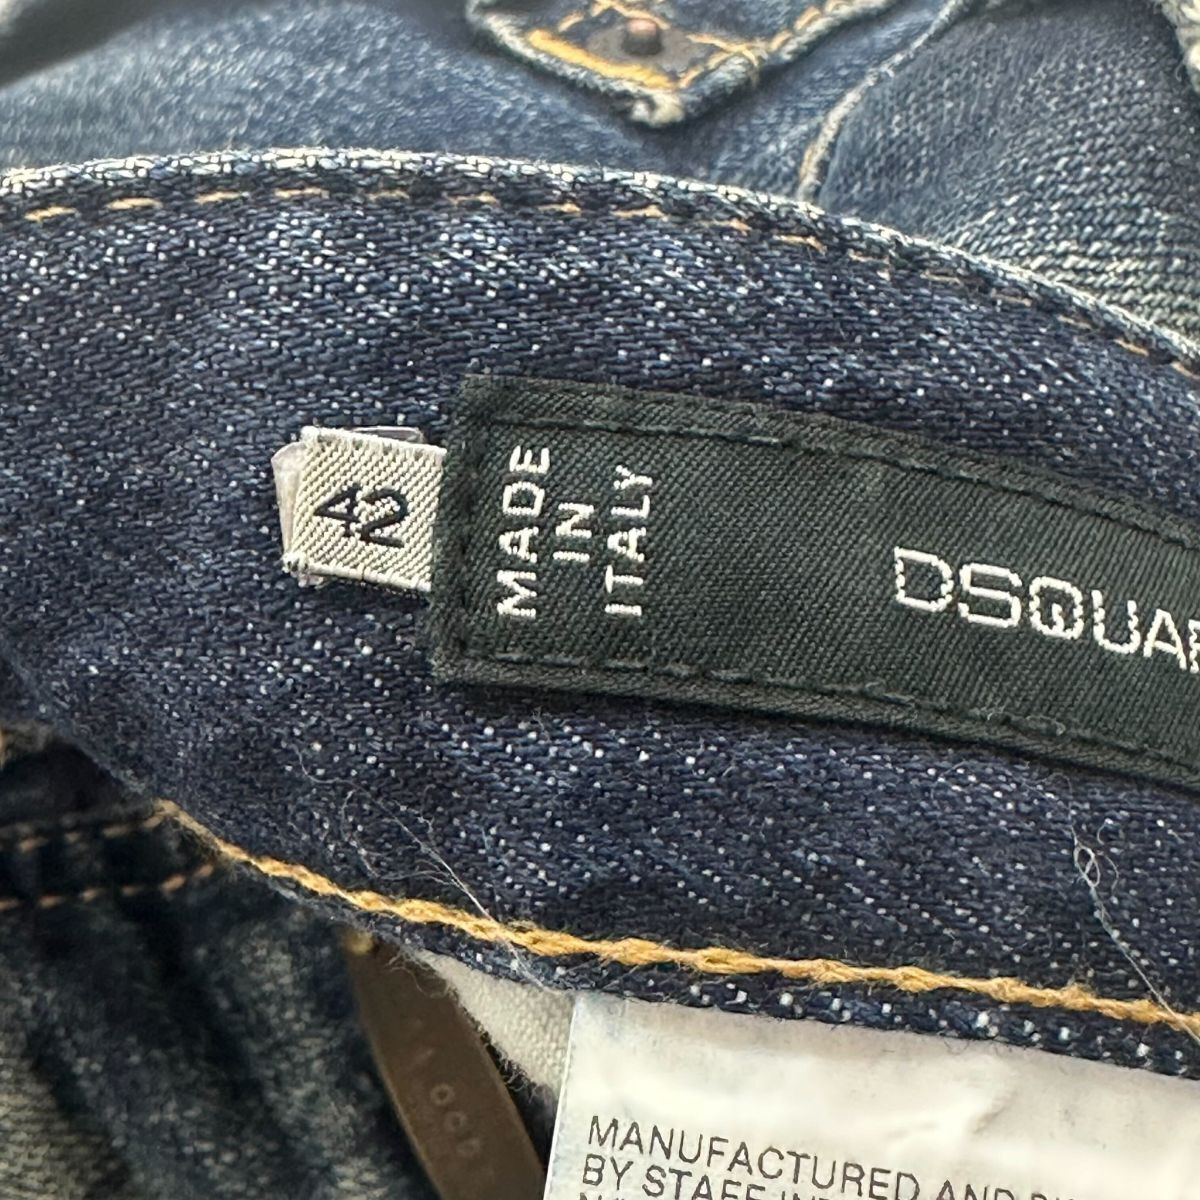 42
MADE
IN
ITALY
DSQUA
MANUFACTURED AND
BY STAFF